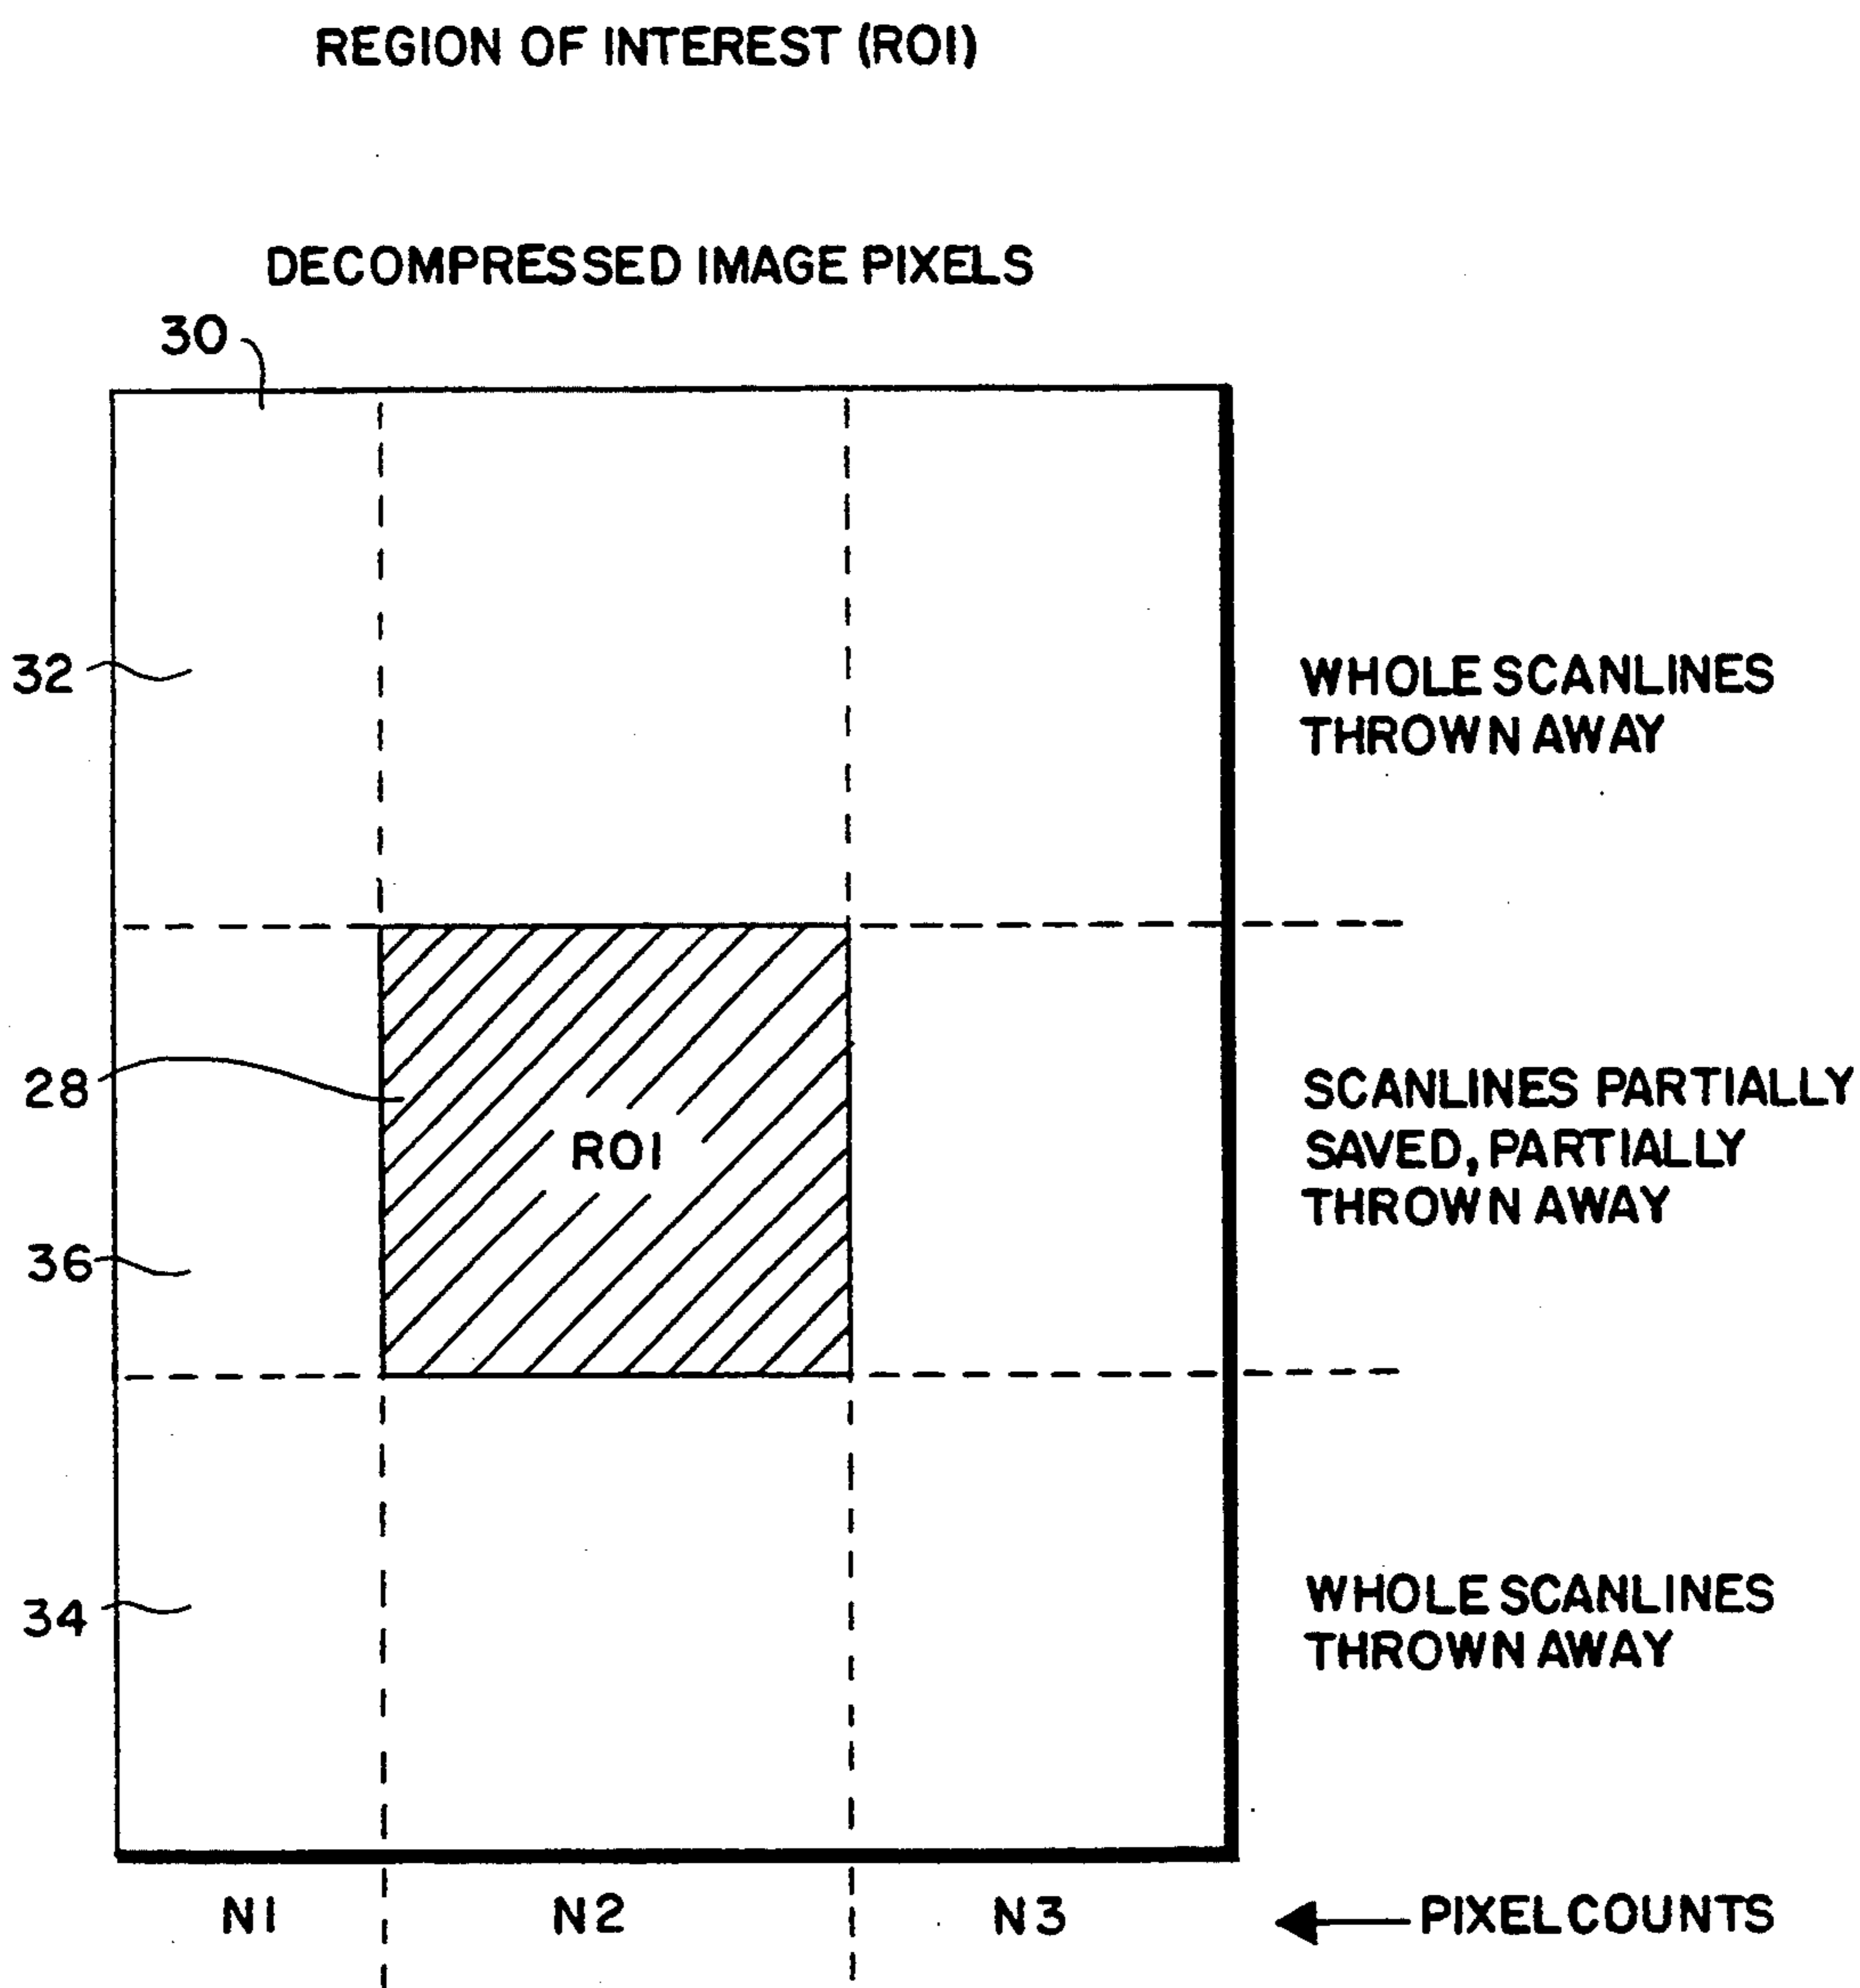 REGION OF INTEREST (ROI)
DECOMPRESSED IMAGE PIXELS
30
32
WHOLE SCANLINES
THROWN AWAY
28
SCANLINES PARTIALLY
SAVED, PARTIALLY
THROWN AWAY
ROI
36
34
WHOLE SCANLINES
THROWN AWAY
N1
N2
N3
PIXEL COUNTS